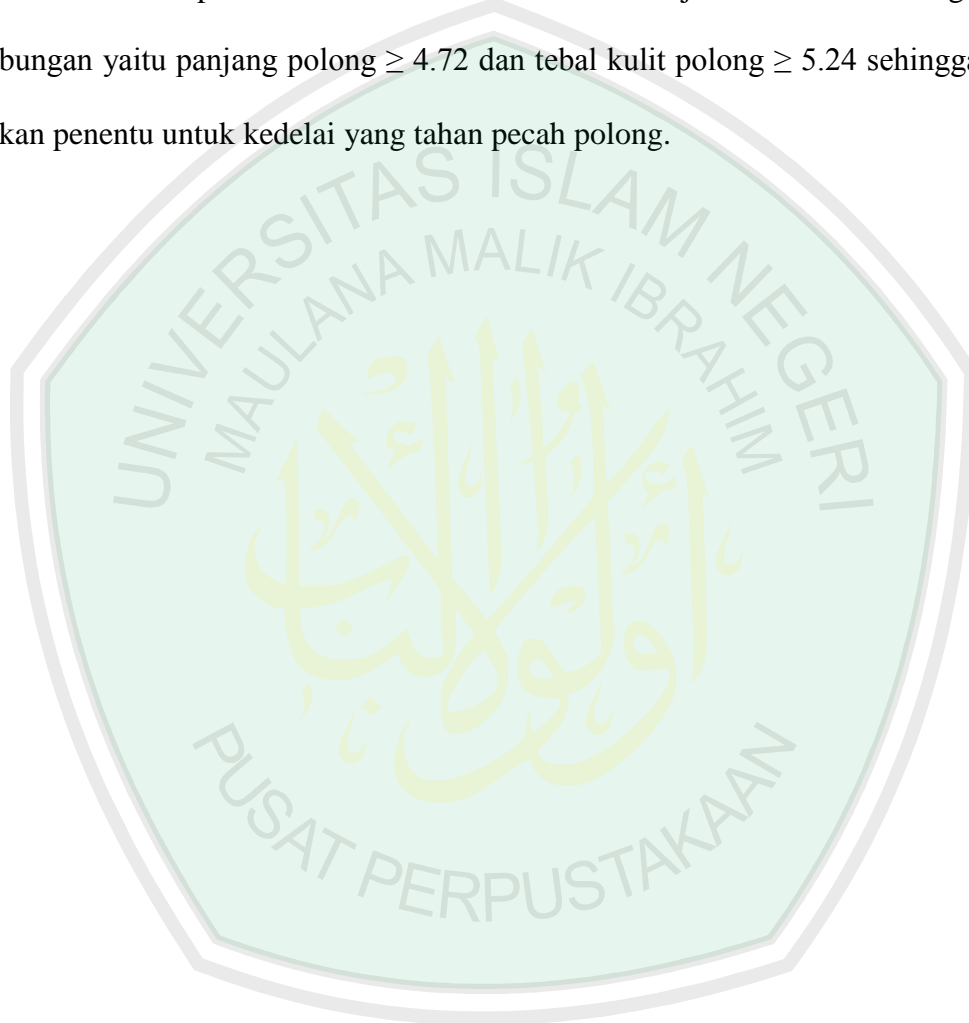 bungan yaitu panjang polong ≥ 4.72 dan tebal kulit polong ≥ 5.24 sehingga
kan penentu untuk kedelai yang tahan pecah polong.
UNIVERSITAS ISLAM NEGERI
MAULANA MALIK IBRAHIM
PUSAT PERPUSTAKAAN